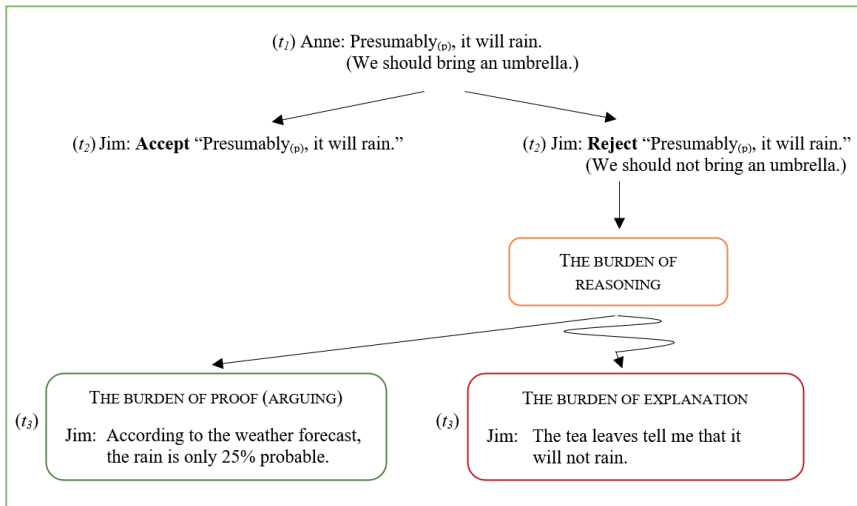 (t₁) Anne: Presumably₍ₚ₎, it will rain.
(We should bring an umbrella.)
(t₂) Jim: Accept “Presumably₍ₚ₎, it will rain.”
(t₂) Jim: Reject “Presumably₍ₚ₎, it will rain.”
(We should not bring an umbrella.)
THE BURDEN OF
REASONING
(t₃)
THE BURDEN OF PROOF (ARGUING)
Jim: According to the weather forecast,
the rain is only 25% probable.
(t₃)
THE BURDEN OF EXPLANATION
Jim: The tea leaves tell me that it
will not rain.